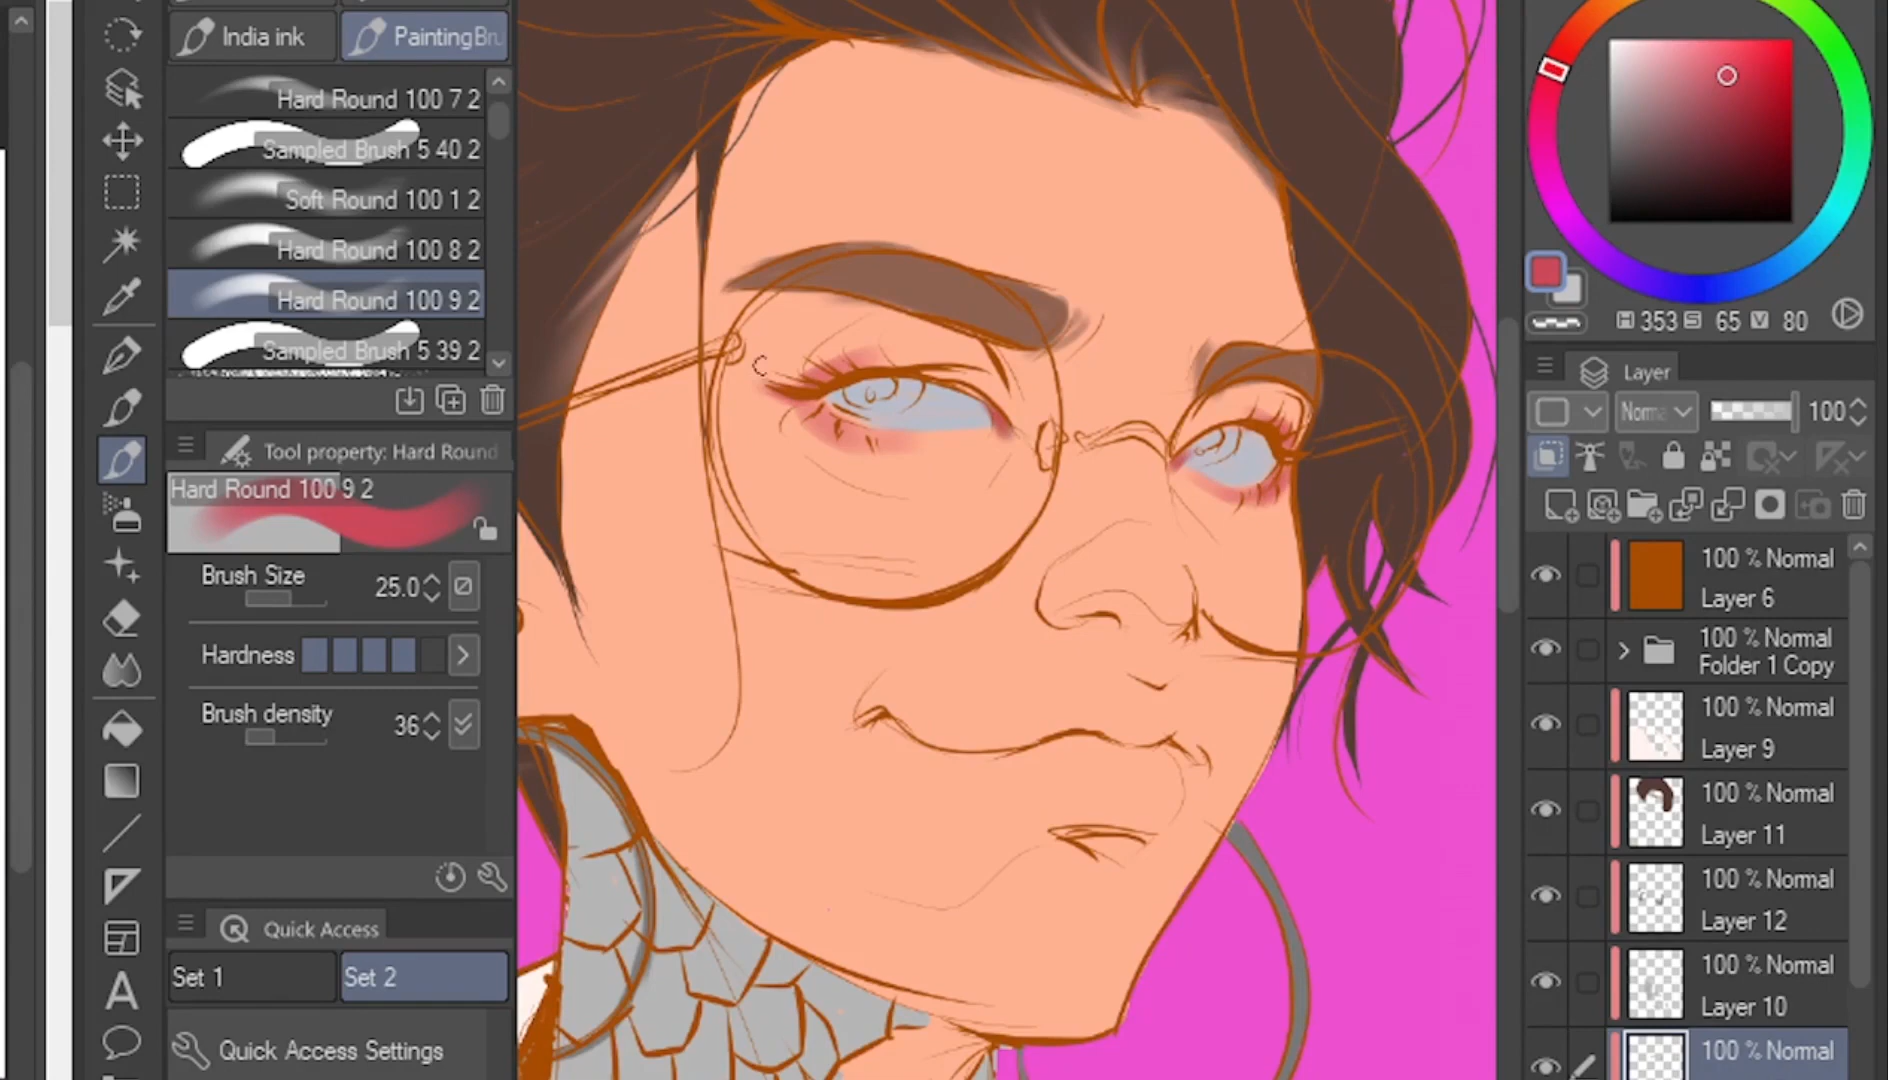 India ink
PaintingBru
Hard Round 100 7 2
Sampled Brush 5 40 2
Soft Round 100 1 2
Hard Round 100 8 2
Hard Round 100 9 2
Sampled Brush 5 39 2
Tool property: Hard Round
Hard Round 100 9 2
Brush Size 25.0
Hardness
Brush density 36
Quick Access
Set 1 Set 2
Quick Access Settings
H 353 S 65 V 80
Layer
Norma 100
100 % Normal
Layer 6
100 % Normal
Folder 1 Copy
100 % Normal
Layer 9
100 % Normal
Layer 11
100 % Normal
Layer 12
100 % Normal
Layer 10
100 % Normal